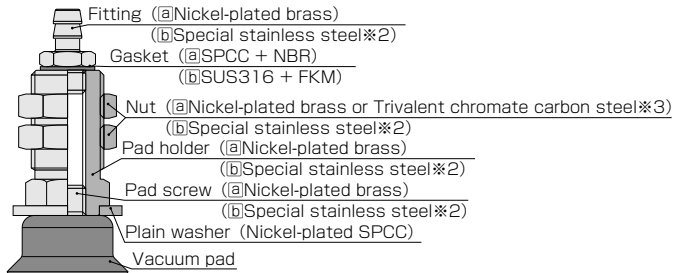 Fitting (ⓐNickel-plated brass)
(ⓑSpecial stainless steel※2)
Gasket (ⓐSPCC + NBR)
(ⓑSUS316 + FKM)
Nut (ⓐNickel-plated brass or Trivalent chromate carbon steel※3)
(ⓑSpecial stainless steel※2)
Pad holder (ⓐNickel-plated brass)
(ⓑSpecial stainless steel※2)
Pad screw (ⓐNickel-plated brass)
(ⓑSpecial stainless steel※2)
Plain washer (Nickel-plated SPCC)
Vacuum pad